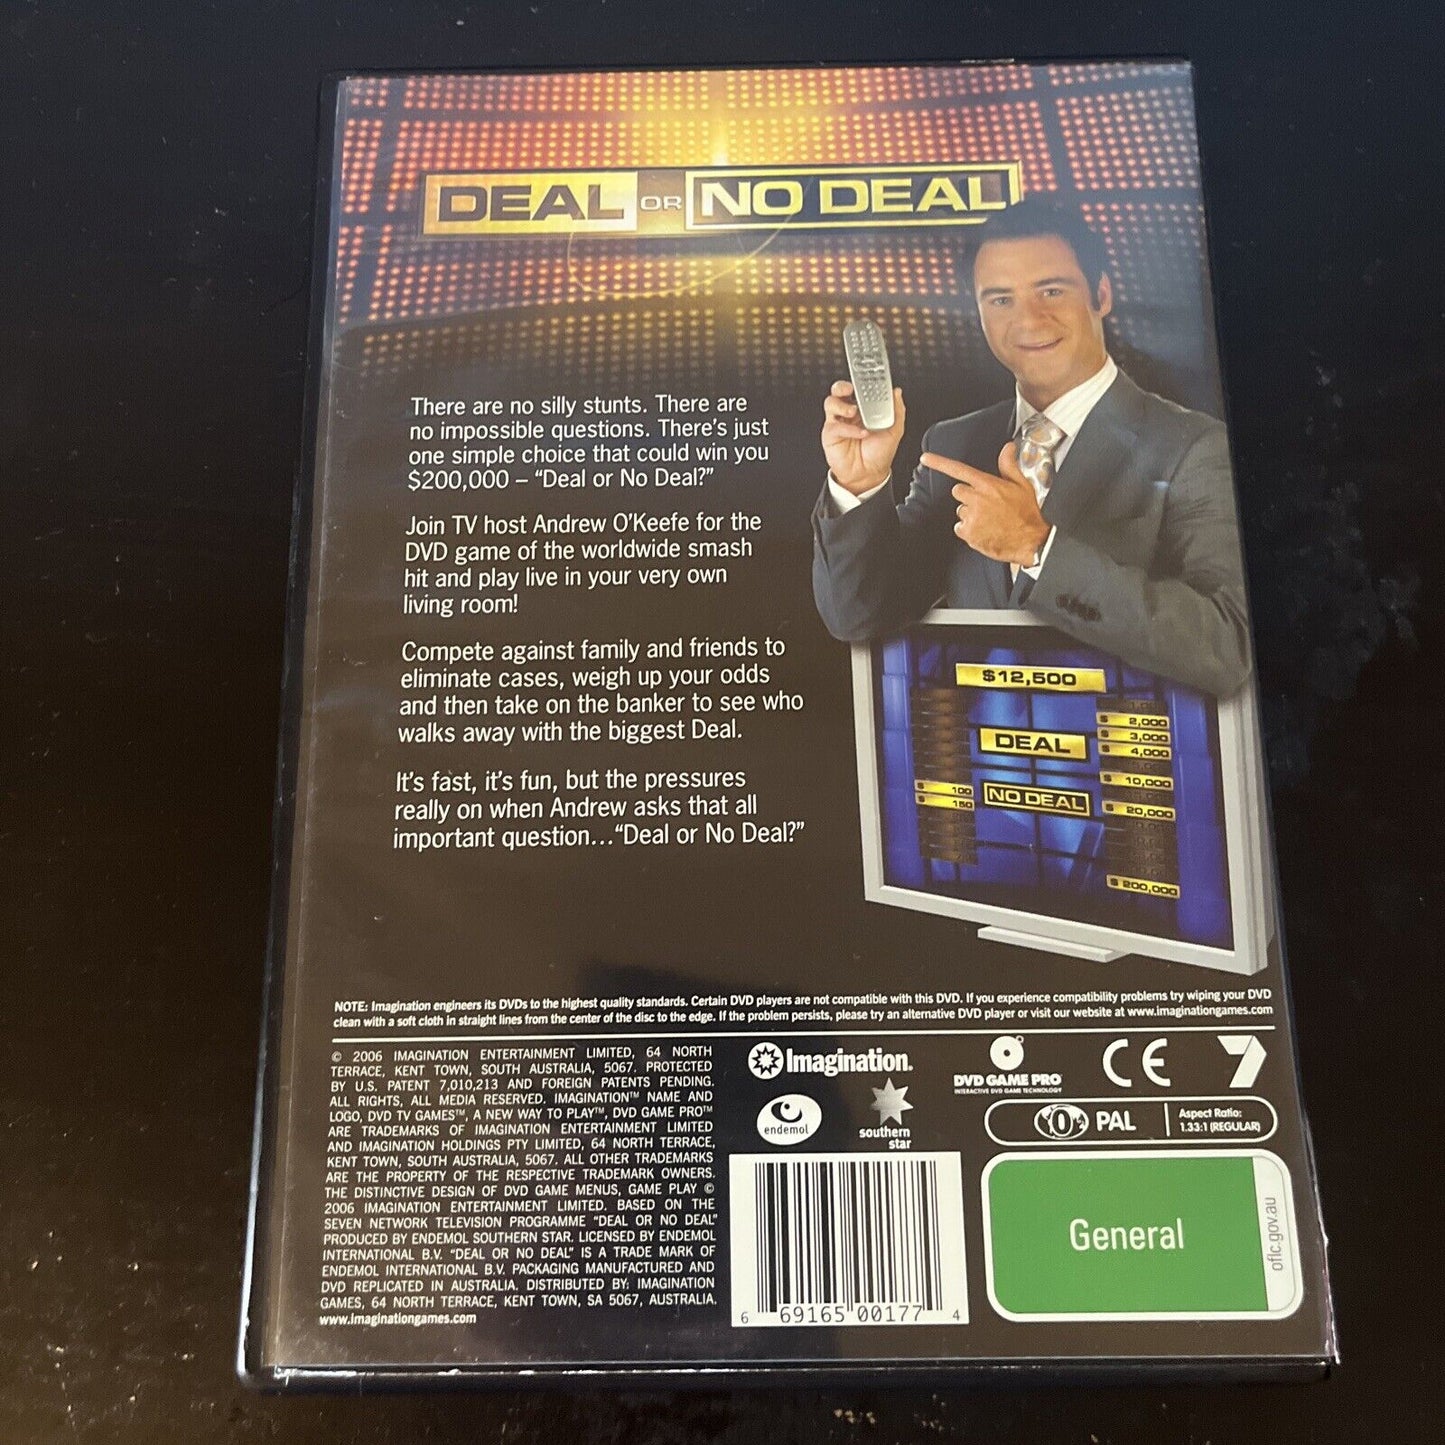 DEAL OR NO DEAL
There are no silly stunts. There are
no impossible questions. There's just
one simple choice that could win you
$200,000 – “Deal or No Deal?”
Join TV host Andrew O'Keefe for the
DVD game of the worldwide smash
hit and play live in your very own
living room!
Compete against family and friends to
eliminate cases, weigh up your odds
and then take on the banker to see who
walks away with the biggest Deal.
It's fast, it's fun, but the pressures
really on when Andrew asks that all
important question...“Deal or No Deal?”
$12,500
DEAL
NO DEAL
$ 100
$ 150
$ 2,000
$ 3,000
$ 4,000
$ 10,000
$ 20,000
$ 200,000
NOTE: Imagination engineers its DVDs to the highest quality standards. Certain DVD players are not compatible with this DVD. If you experience compatibility problems try wiping your DVD
clean with a soft cloth in straight lines from the center of the disc to the edge. If the problem persists, please try an alternative DVD player or visit our website at www.imaginationgames.com
© 2006 IMAGINATION ENTERTAINMENT LIMITED, 64 NORTH
TERRACE, KENT TOWN, SOUTH AUSTRALIA, 5067. PROTECTED
BY U.S. PATENT 7,010,213 AND FOREIGN PATENTS PENDING.
ALL RIGHTS, ALL MEDIA RESERVED. IMAGINATION™ NAME AND
LOGO, DVD TV GAMES™, A NEW WAY TO PLAY™, DVD GAME PRO™
ARE TRADEMARKS OF IMAGINATION ENTERTAINMENT LIMITED
AND IMAGINATION HOLDINGS PTY LIMITED, 64 NORTH TERRACE,
KENT TOWN, SOUTH AUSTRALIA, 5067. ALL OTHER TRADEMARKS
ARE THE PROPERTY OF THE RESPECTIVE TRADEMARK OWNERS.
THE DISTINCTIVE DESIGN OF DVD GAME MENUS, GAME PLAY ©
2006 IMAGINATION ENTERTAINMENT LIMITED. BASED ON THE
SEVEN NETWORK TELEVISION PROGRAMME “DEAL OR NO DEAL”
PRODUCED BY ENDEMOL SOUTHERN STAR. LICENSED BY ENDEMOL
INTERNATIONAL B.V. “DEAL OR NO DEAL” IS A TRADE MARK OF
ENDEMOL INTERNATIONAL B.V. PACKAGING MANUFACTURED AND
DVD REPLICATED IN AUSTRALIA. DISTRIBUTED BY: IMAGINATION
GAMES, 64 NORTH TERRACE, KENT TOWN, SA 5067, AUSTRALIA.
www.imaginationgames.com
Imagination.
DVD GAME PRO
INTERACTIVE DVD GAME TECHNOLOGY
CE
7
endemol
southern
star
0
PAL
Aspect Ratio:
1.33:1 (REGULAR)
General
oflc.gov.au
6 69165 00177 4